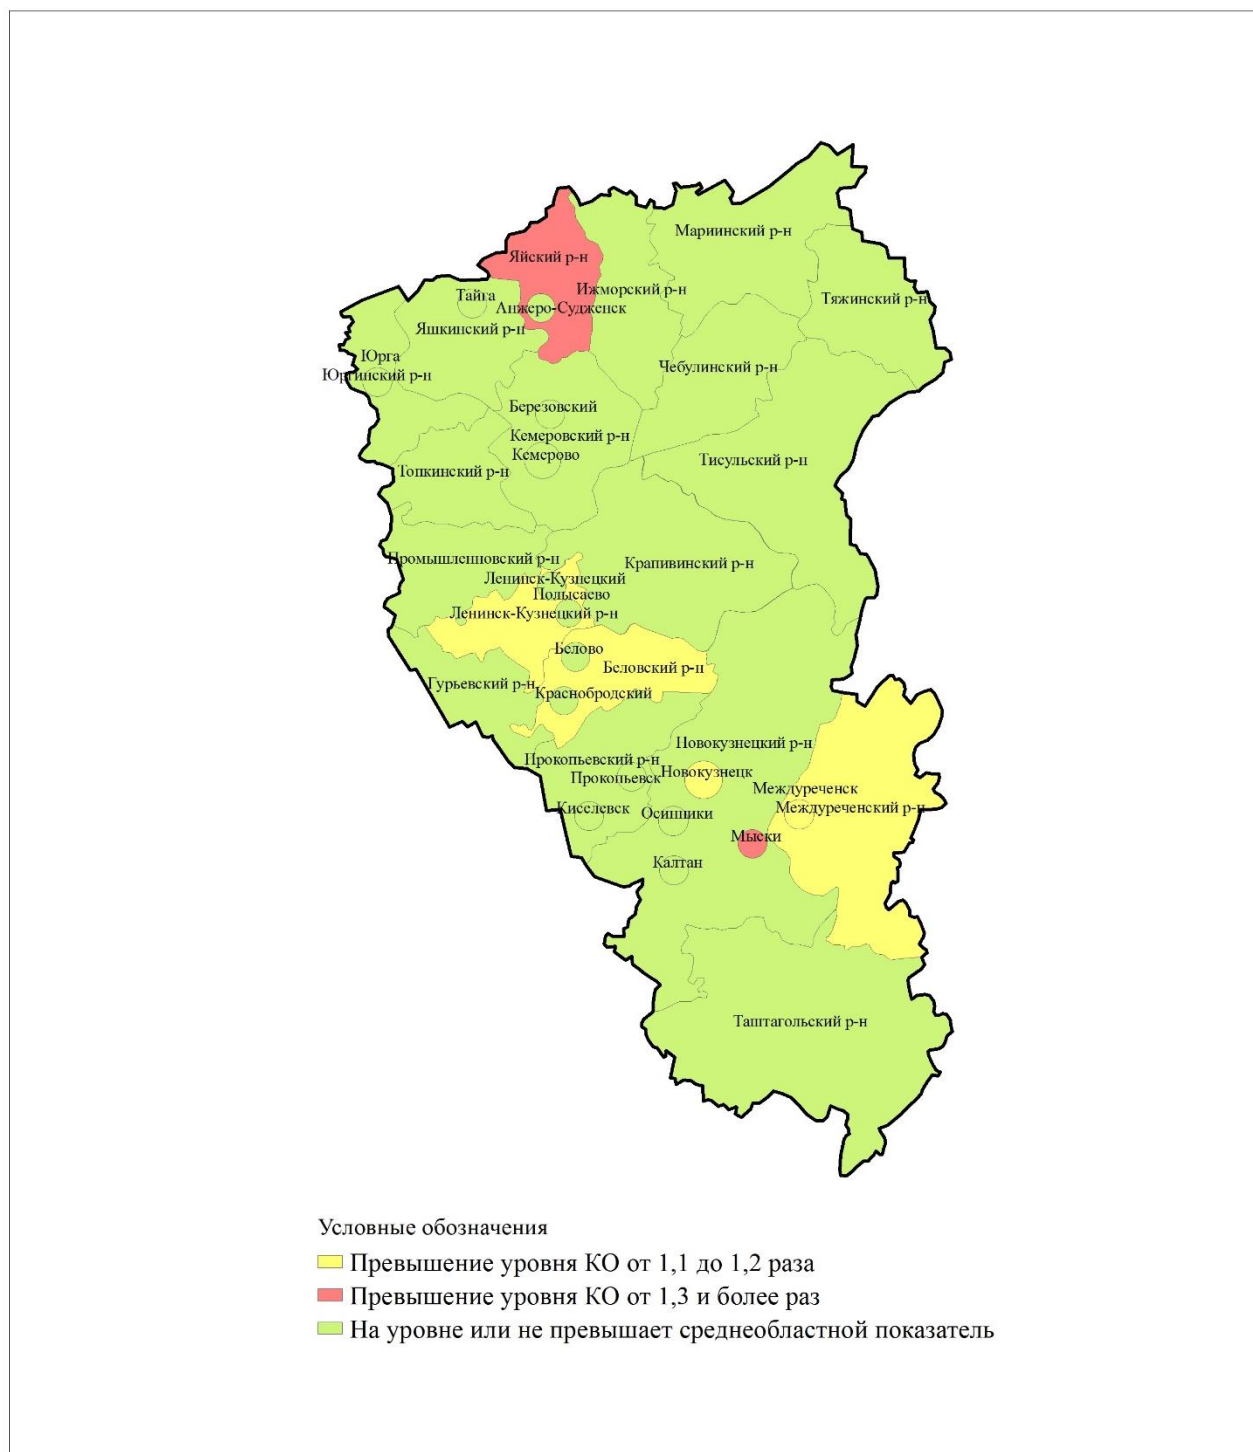 Мариинский р-н
Яйский р-н
Ижморский р-н
Тяжинский р-н
Тайга
Анжеро-Судженск
Яшкинский р-н
Юрга
Юргинский р-н
Чебулинский р-н
Березовский
Кемеровский р-н
Кемерово
Тисульский р-н
Топкинский р-н
Промышленновский р-н
Крапивинский р-н
Ленинск-Кузнецкий
Полысаево
Ленинск-Кузнецкий р-н
Белово
Беловский р-н
Гурьевский р-н
Краснобродский
Новокузнецкий р-н
Прокопьевский р-н
Новокузнецк
Прокопьевск
Междуреченск
Междуреченский р-н
Киселевск
Осинники
Мыски
Калтан
Таштагольский р-н
Условные обозначения
Превышение уровня КО от 1,1 до 1,2 раза
Превышение уровня КО от 1,3 и более раз
На уровне или не превышает среднеобластной показатель